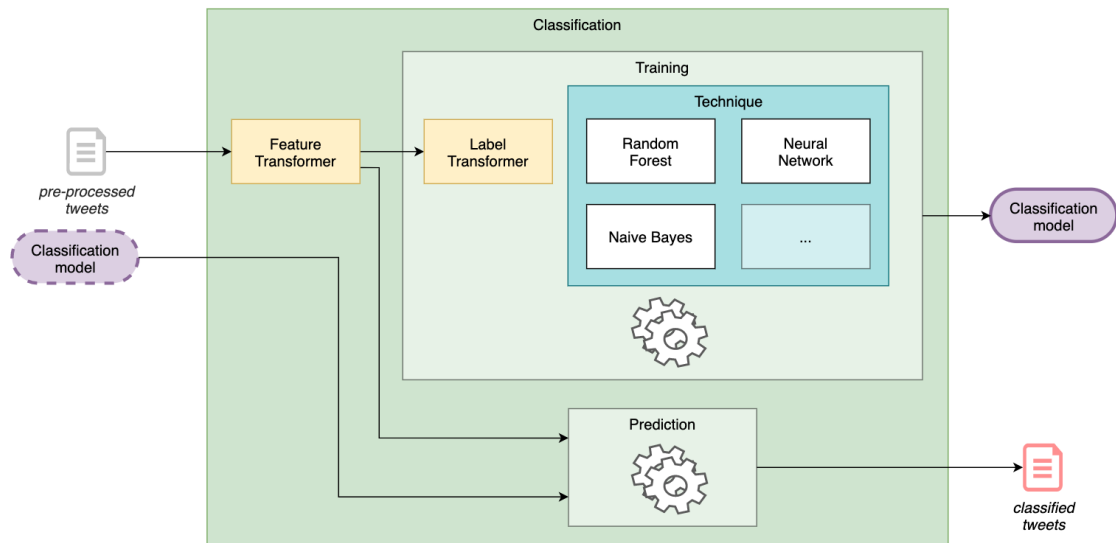 Classification
Training
Technique
Feature
Transformer
Label
Transformer
Random
Forest
Neural
Network
pre-processed
tweets
Naive Bayes
...
Classification
model
Classification
model
Prediction
classified
tweets